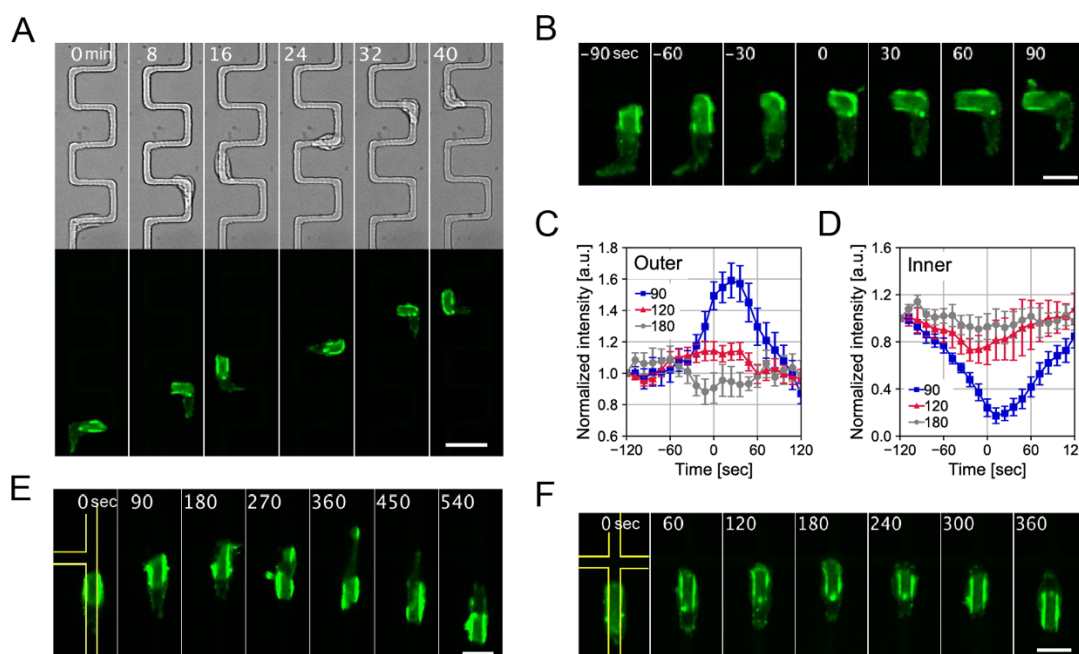 A
0 min 8 16 24 32 40
B
−90 sec −60 −30 0 30 60 90
C
Normalized intensity [a.u.]
1.8
1.6
1.4
1.2
1.0
0.8
0.6
Outer
90
120
180
−120 −60 0 60 120
Time [sec]
D
Normalized intensity [a.u.]
1.6
1.2
0.8
0.4
0.0
Inner
90
120
180
−120 −60 0 60 12
Time [sec]
E
0 sec 90 180 270 360 450 540
F
0 sec 60 120 180 240 300 360